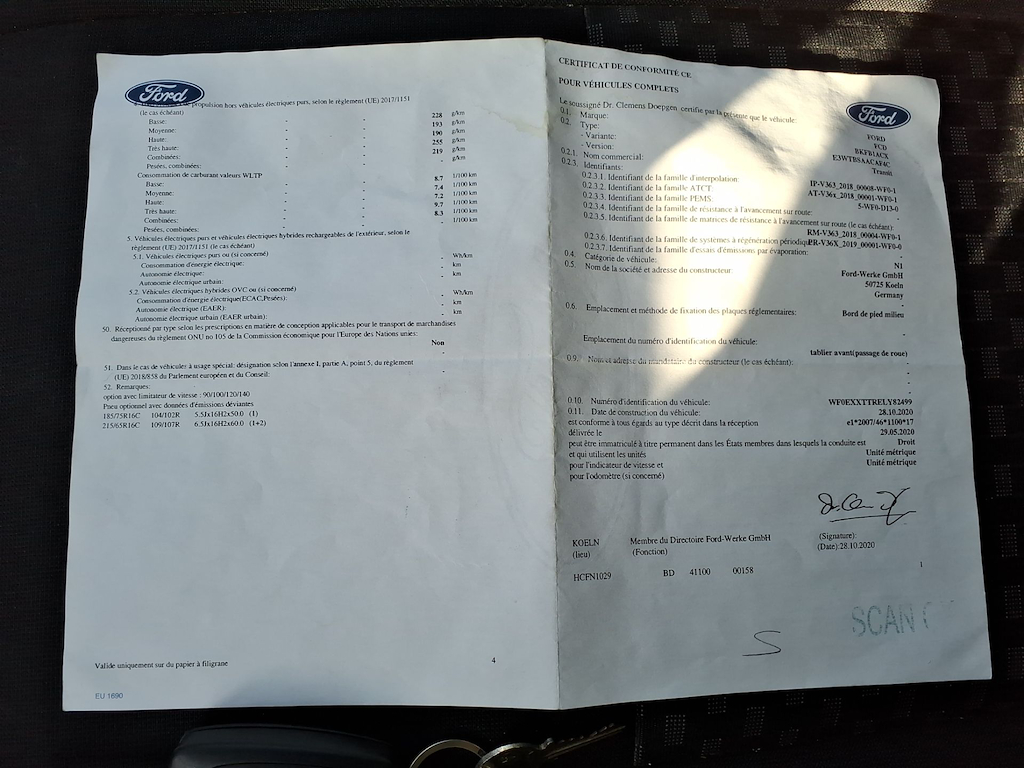 Ford
propulsion hors véhicules électriques purs, selon le règlement (UE) 2017/1151
(le cas échéant)
Basse: - - 228 g/km
Moyenne: - - 193 g/km
Haute: - - 190 g/km
Très haute: - - 255 g/km
Combinées: - - 219 g/km
Pesées, combinées: - g/km
Consommation de carburant valeurs WLTP
Basse: - - 8.7 l/100 km
Moyenne: - - 7.4 l/100 km
Haute: - - 7.2 l/100 km
Très haute: - - 9.7 l/100 km
Combinées: - - 8.3 l/100 km
Pesées, combinées: - l/100 km
5. Véhicules électriques purs et véhicules électriques hybrides rechargeables de l'extérieur, selon le
règlement (UE) 2017/1151 (le cas échéant)
5.1. Véhicules électriques purs ou (si concerné)
Consommation d'énergie électrique: - Wh/km
Autonomie électrique: - km
Autonomie électrique urbain: - km
5.2. Véhicules électriques hybrides OVC ou (si concerné)
Consommation d'énergie électrique(ECAC,Pesées): - Wh/km
Autonomie électrique (EAER): - km
Autonomie électrique urbain (EAER urbain): - km
50. Réceptionné par type selon les prescriptions en matière de conception applicables pour le transport de marchandises
dangereuses du règlement ONU no 105 de la Commission économique pour l'Europe des Nations unies:
Non
-
51. Dans le cas de véhicules à usage spécial: désignation selon l'annexe I, partie A, point 5, du règlement
(UE) 2018/858 du Parlement européen et du Conseil: -
52. Remarques:
option avec limitateur de vitesse : 90/100/120/140
Pneu optionnel avec données d'émissions déviantes
185/75R16C 104/102R 5.5Jx16H2x50.0 (1)
215/65R16C 109/107R 6.5Jx16H2x60.0 (1+2)
Valide uniquement sur du papier à filigrane
4
EU 1690
CERTIFICAT DE CONFORMITÉ CE
POUR VÉHICULES COMPLETS
Ford
Le soussigné Dr. Clemens Doepgen certifie par la présente que le véhicule:
0.1. Marque: FORD
0.2. Type: FCD
- Variante: BKFB1ACX
- Version: E3WTBSAACAF4C
0.2.1. Nom commercial: Transit
0.2.3. Identifiants:
0.2.3.1. Identifiant de la famille d'interpolation: IP-V363_2018_00008-WF0-1
0.2.3.2. Identifiant de la famille ATCT: AT-V36x_2018_00001-WF0-1
0.2.3.3. Identifiant de la famille PEMS: 5-WF0-D13-0
0.2.3.4. Identifiant de la famille de résistance à l'avancement sur route: -
0.2.3.5. Identifiant de la famille de matrices de résistance à l'avancement sur route (le cas échéant):
RM-V363_2018_00004-WF0-1
0.2.3.6. Identifiant de la famille de systèmes à régénération périodique: PR-V36X_2019_00001-WF0-0
0.2.3.7. Identifiant de la famille d'essais d'émissions par évaporation: -
0.4. Catégorie de véhicule: N1
0.5. Nom de la société et adresse du constructeur: Ford-Werke GmbH
50725 Koeln
Germany
0.6. Emplacement et méthode de fixation des plaques réglementaires: Bord de pied milieu
-
Emplacement du numéro d'identification du véhicule: tablier avant(passage de roue)
0.9. Nom et adresse du mandataire du constructeur (le cas échéant): -
-
-
0.10. Numéro d'identification du véhicule: WF0EXXTTRELY82499
0.11. Date de construction du véhicule: 28.10.2020
est conforme à tous égards au type décrit dans la réception e1*2007/46*1100*17
délivrée le 29.05.2020
peut être immatriculé à titre permanent dans les États membres dans lesquels la conduite est Droit
et qui utilisent les unités Unité métrique
pour l'indicateur de vitesse et Unité métrique
pour l'odomètre (si concerné)
KOELN Membre du Directoire Ford-Werke GmbH (Signature):
(lieu) (Fonction) (Date):28.10.2020
HCFN1029 BD 41100 00158
1
SCAN
S